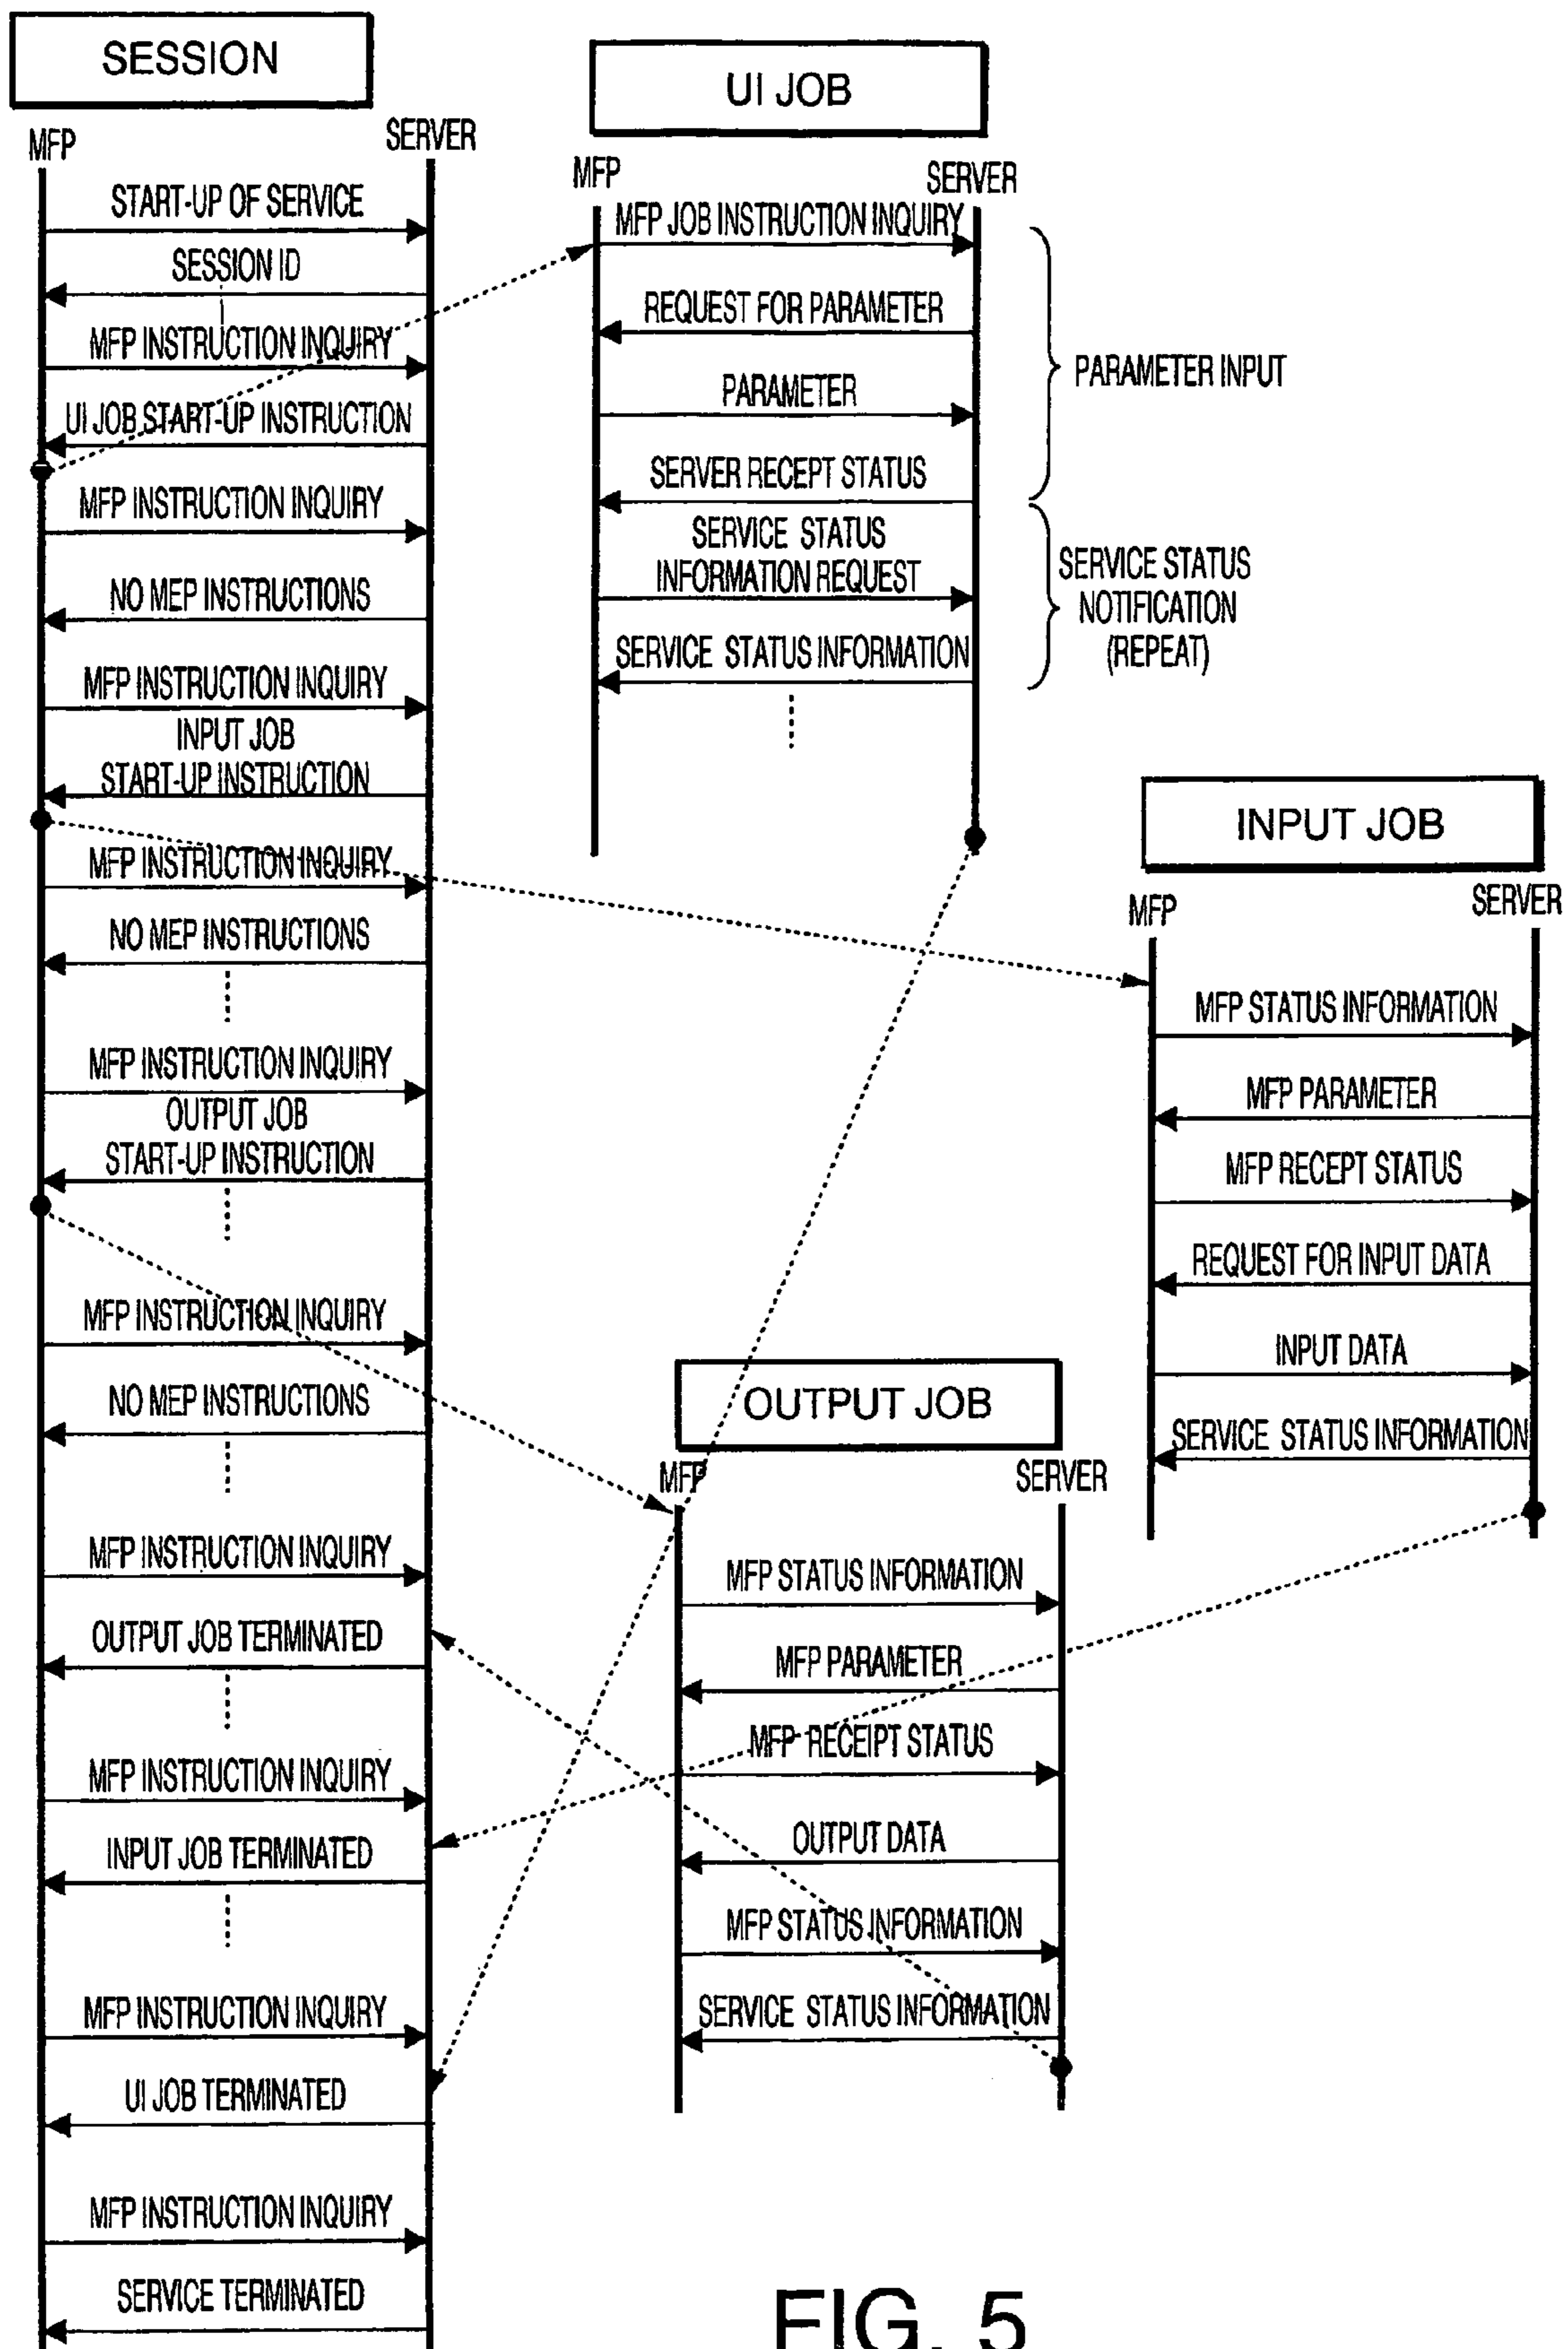 SESSION
MFP
SERVER
START-UP OF SERVICE
SESSION ID
MFP INSTRUCTION INQUIRY
UI JOB START-UP INSTRUCTION
MFP INSTRUCTION INQUIRY
NO MEP INSTRUCTIONS
MFP INSTRUCTION INQUIRY
INPUT JOB
START-UP INSTRUCTION
MFP INSTRUCTION INQUIRY
NO MEP INSTRUCTIONS
MFP INSTRUCTION INQUIRY
OUTPUT JOB
START-UP INSTRUCTION
MFP INSTRUCTION INQUIRY
NO MEP INSTRUCTIONS
MFP INSTRUCTION INQUIRY
OUTPUT JOB TERMINATED
MFP INSTRUCTION INQUIRY
INPUT JOB TERMINATED
MFP INSTRUCTION INQUIRY
UI JOB TERMINATED
MFP INSTRUCTION INQUIRY
SERVICE TERMINATED
UI JOB
MFP
SERVER
MFP JOB INSTRUCTION INQUIRY
REQUEST FOR PARAMETER
PARAMETER
SERVER RECEPT STATUS
PARAMETER INPUT
SERVICE STATUS
INFORMATION REQUEST
SERVICE STATUS INFORMATION
SERVICE STATUS
NOTIFICATION
(REPEAT)
INPUT JOB
MFP
SERVER
MFP STATUS INFORMATION
MFP PARAMETER
MFP RECEPT STATUS
REQUEST FOR INPUT DATA
INPUT DATA
SERVICE STATUS INFORMATION
OUTPUT JOB
MFP
SERVER
MFP STATUS INFORMATION
MFP PARAMETER
MFP RECEIPT STATUS
OUTPUT DATA
MFP STATUS INFORMATION
SERVICE STATUS INFORMATION
FIG. 5